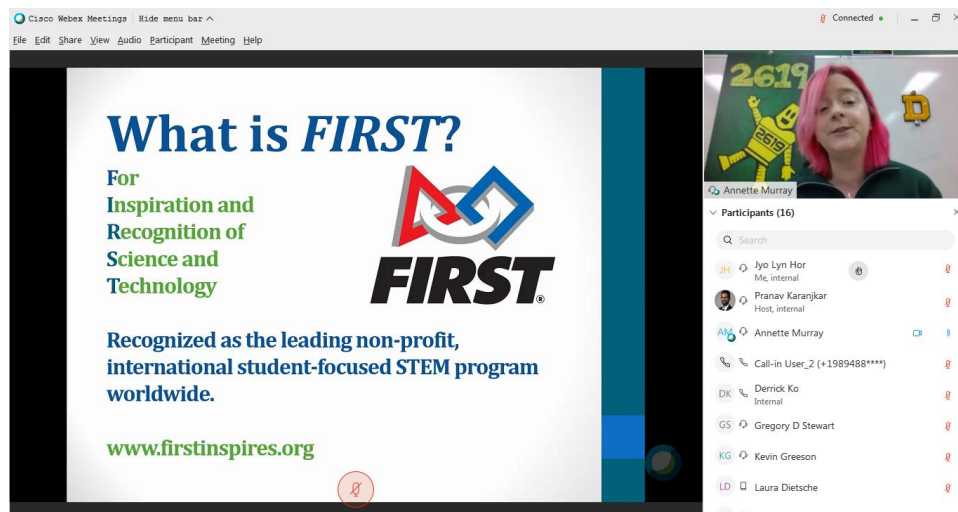 Cisco Webex Meetings Hide menu bar
Connected
File Edit Share View Audio Participant Meeting Help
What is FIRST?
For
Inspiration and
Recognition of
Science and
Technology
FIRST®
Recognized as the leading non-profit,
international student-focused STEM program
worldwide.
www.firstinspires.org
2619
2619
D
Annette Murray
Participants (16)
Search
JH Jyo Lyn Hor
Me, internal
Pranav Karanjkar
Host, internal
AM Annette Murray
Call-in User_2 (+1989488****)
DK Derrick Ko
Internal
GS Gregory D Stewart
KG Kevin Greeson
LD Laura Dietsche